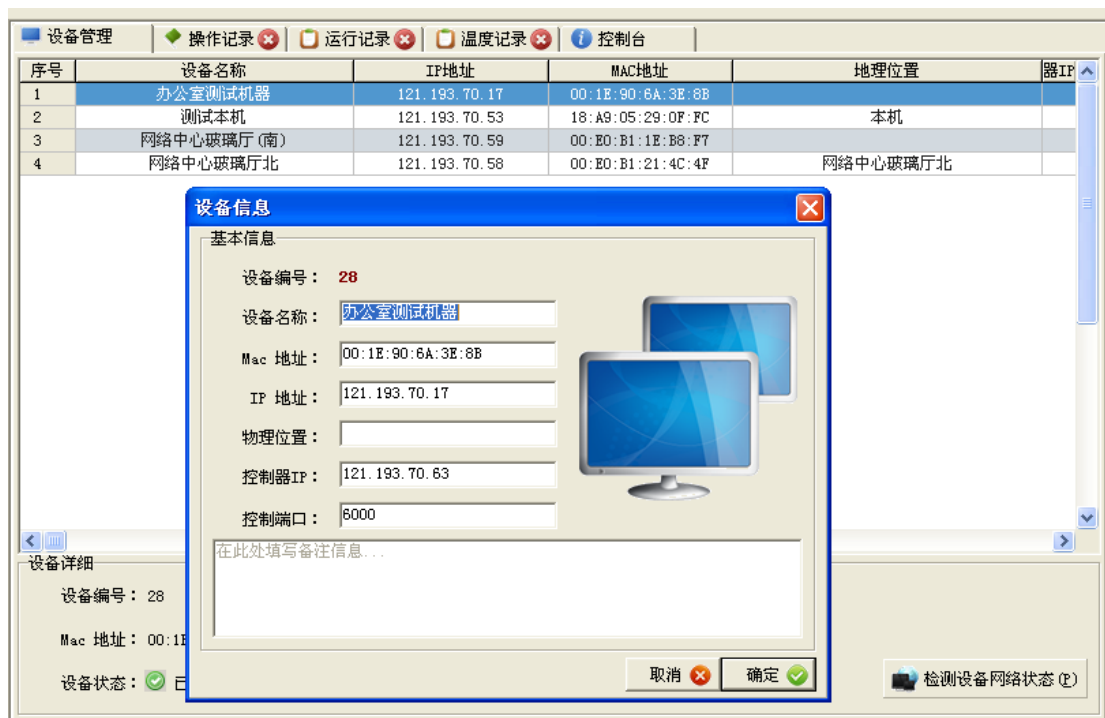 设备管理 操作记录 运行记录 温度记录 控制台
序号 设备名称 IP地址 MAC地址 地理位置 器IP
1 办公室测试机器 121.193.70.17 00:1E:90:6A:3E:8B
2 测试本机 121.193.70.53 18:A9:05:29:0F:FC 本机
3 网络中心玻璃厅(南) 121.193.70.59 00:E0:B1:1E:B8:F7
4 网络中心玻璃厅北 121.193.70.58 00:E0:B1:21:4C:4F 网络中心玻璃厅北
设备信息
基本信息
设备编号： 28
设备名称： 办公室测试机器
Mac 地址： 00:1E:90:6A:3E:8B
IP 地址： 121.193.70.17
物理位置：
控制器IP： 121.193.70.63
控制端口： 6000
在此处填写备注信息...
取消 确定
设备详细
设备编号： 28
Mac 地址： 00:1E
设备状态： 已
检测设备网络状态(P)